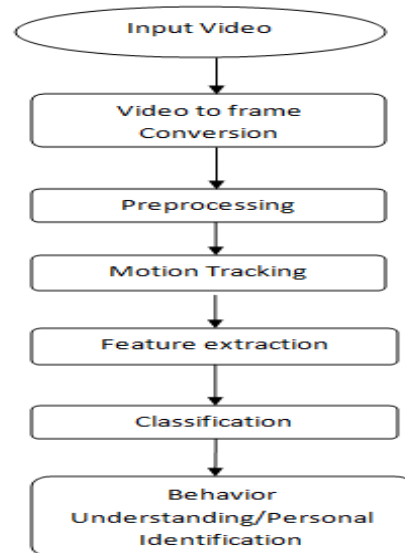 Input Video
Video to frame
Conversion
Preprocessing
Motion Tracking
Feature extraction
Classification
Behavior
Understanding/Personal
Identification